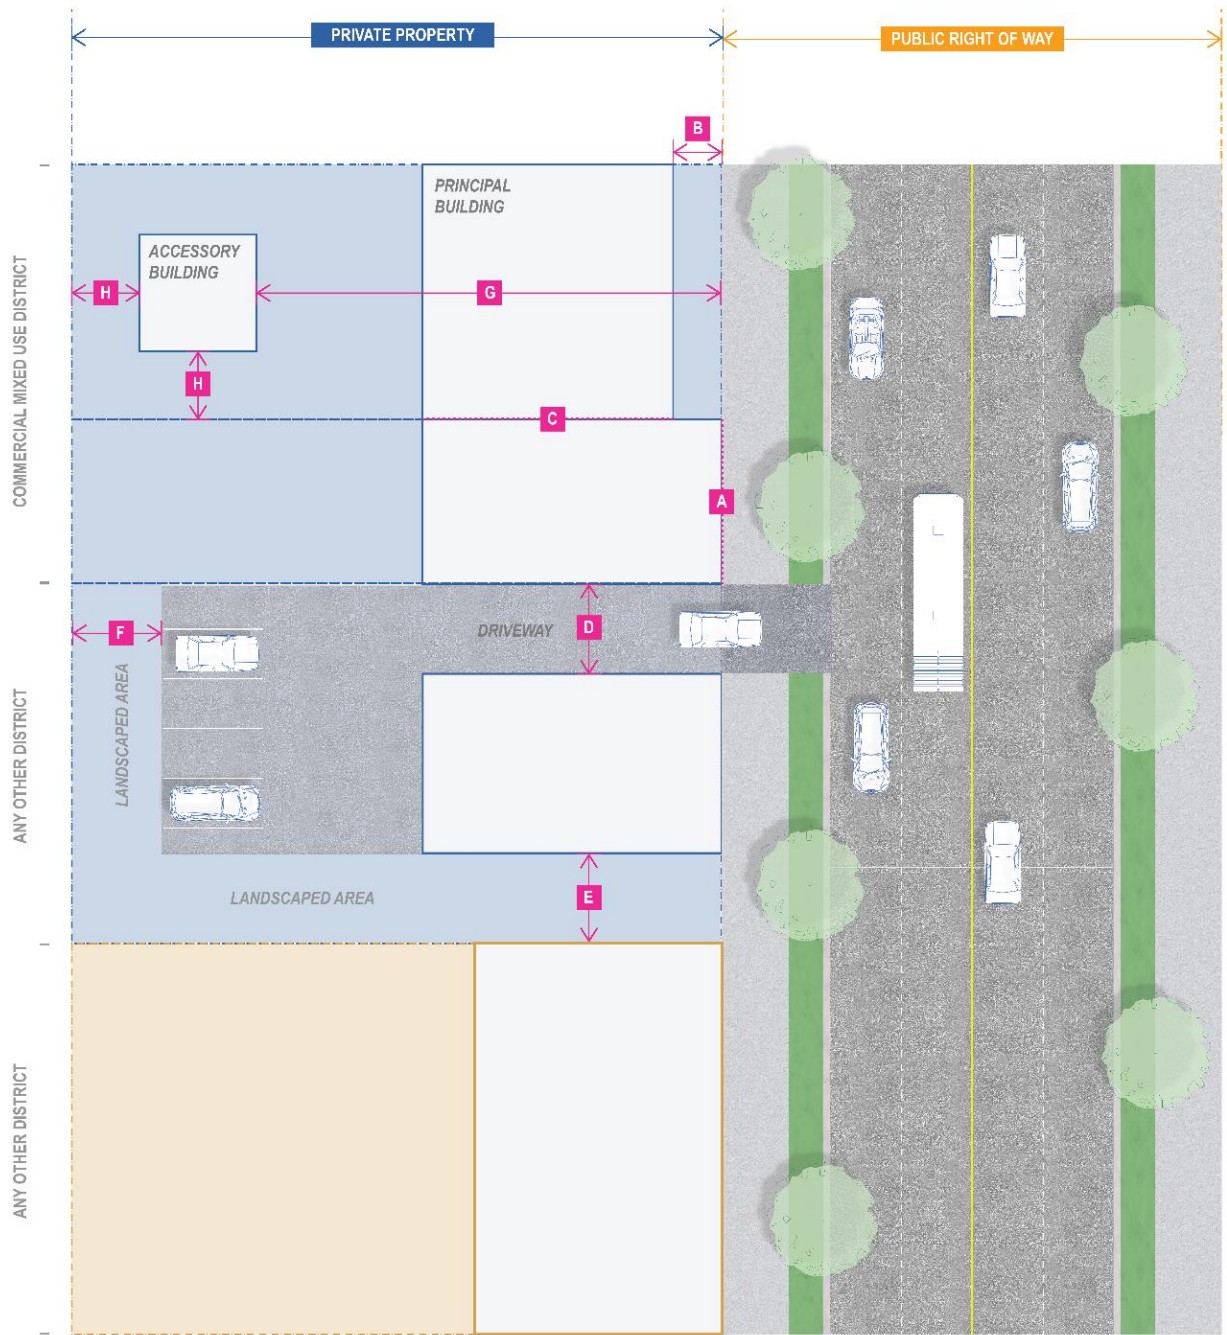 PRIVATE PROPERTY
PUBLIC RIGHT OF WAY
B
PRINCIPAL
BUILDING
ACCESSORY
BUILDING
H
G
H
C
A
COMMERCIAL MIXED USE DISTRICT
D
DRIVEWAY
F
LANDSCAPED AREA
ANY OTHER DISTRICT
LANDSCAPED AREA
E
ANY OTHER DISTRICT